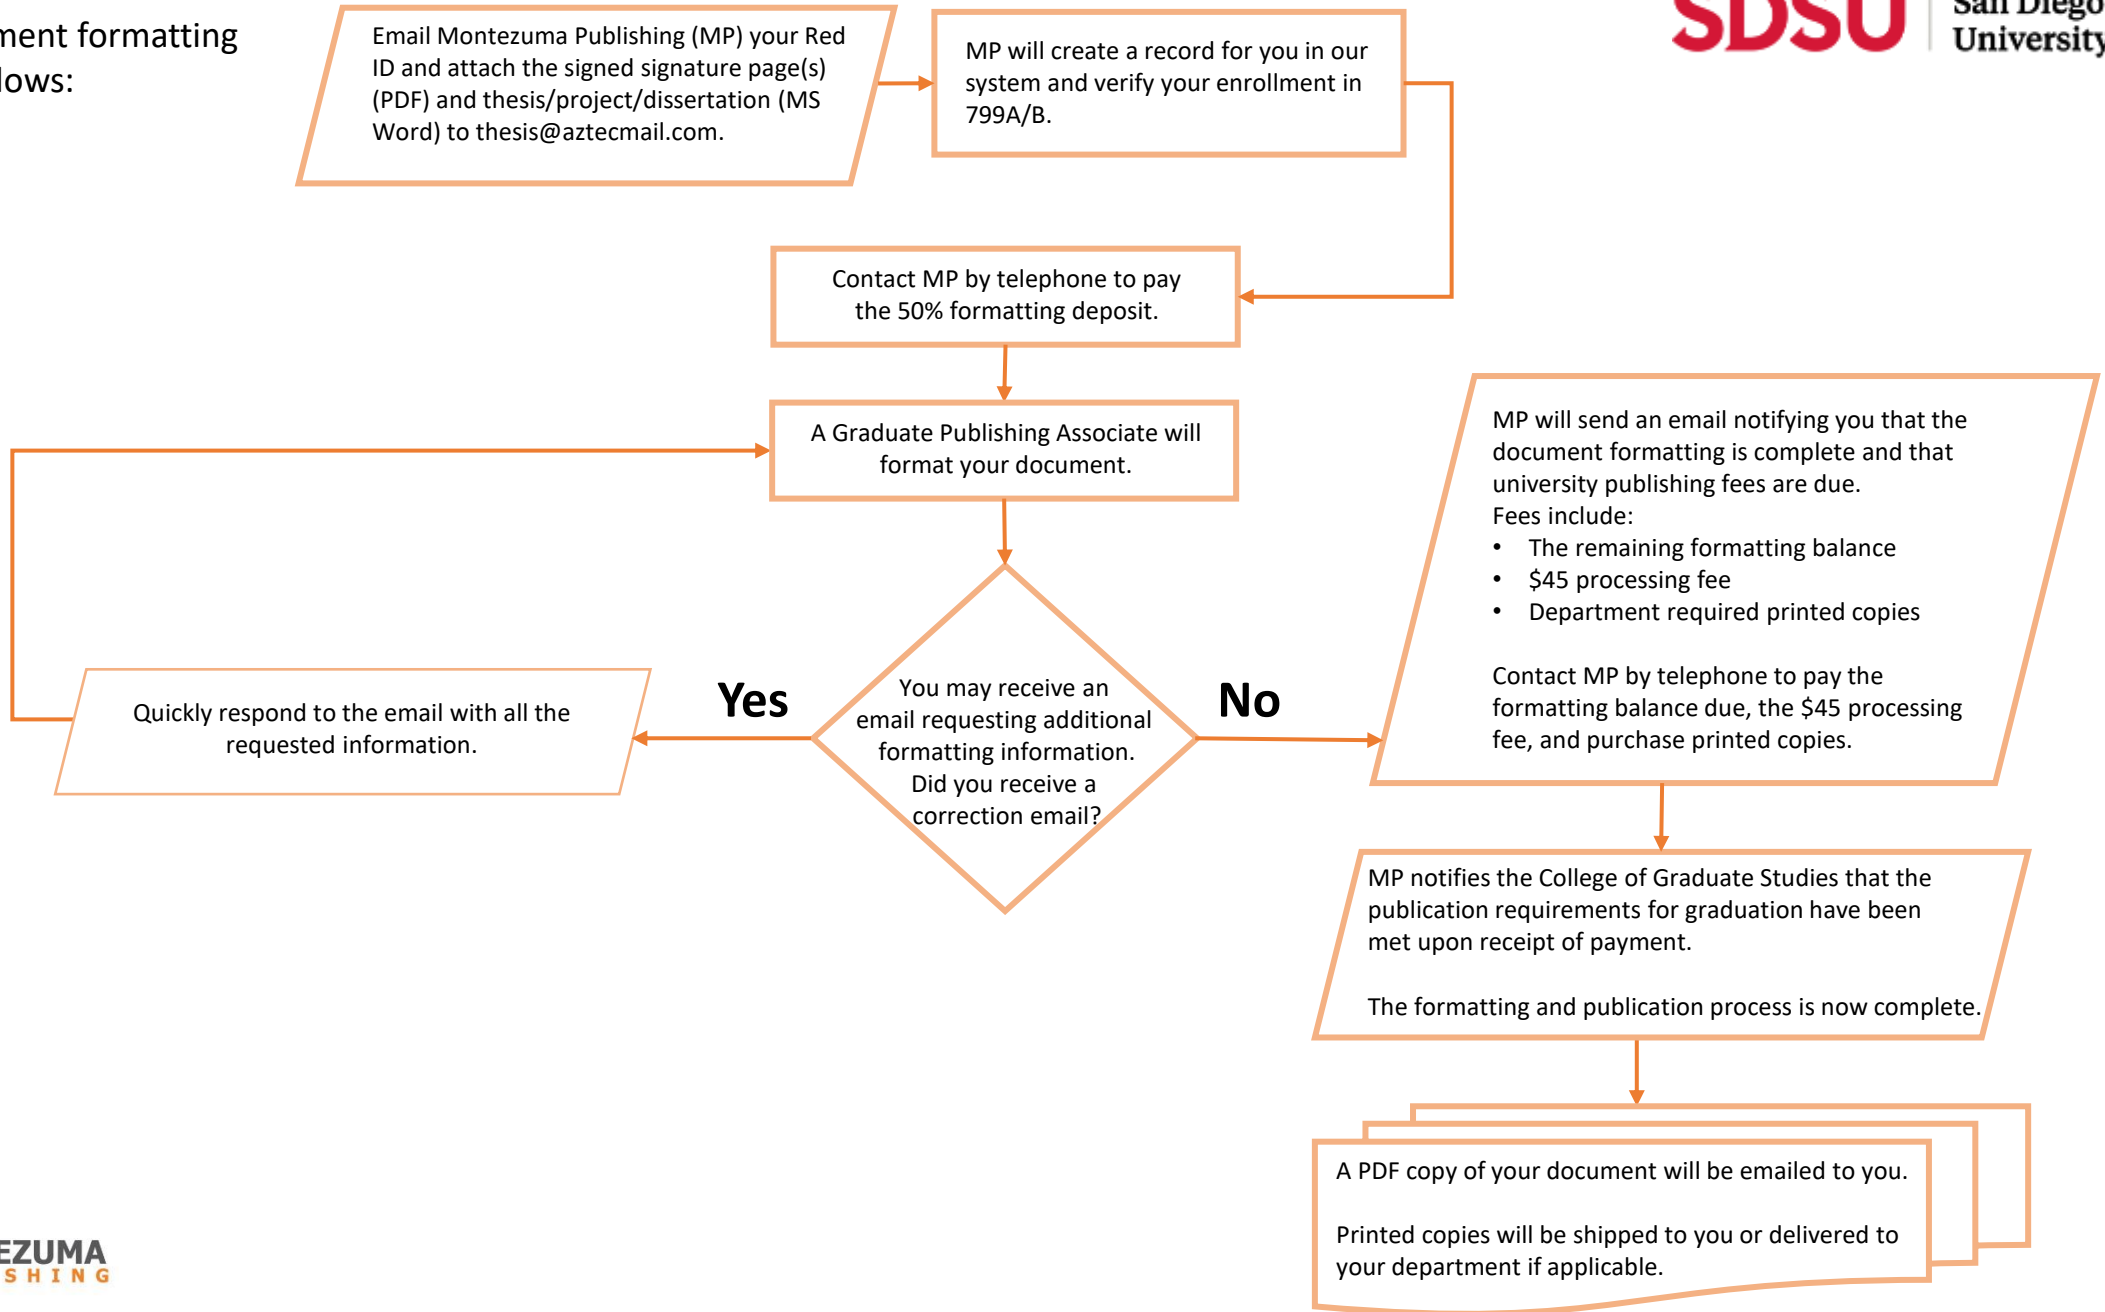 ment formatting
lows:
Email Montezuma Publishing (MP) your Red
ID and attach the signed signature page(s)
(PDF) and thesis/project/dissertation (MS
Word) to thesis@aztecmail.com.
MP will create a record for you in our
system and verify your enrollment in
799A/B.
SDSU
San Diego
University
Contact MP by telephone to pay
the 50% formatting deposit.
A Graduate Publishing Associate will
format your document.
You may receive an
email requesting additional
formatting information.
Did you receive a
correction email?
Yes
No
Quickly respond to the email with all the
requested information.
MP will send an email notifying you that the
document formatting is complete and that
university publishing fees are due.
Fees include:
• The remaining formatting balance
• $45 processing fee
• Department required printed copies
Contact MP by telephone to pay the
formatting balance due, the $45 processing
fee, and purchase printed copies.
MP notifies the College of Graduate Studies that the
publication requirements for graduation have been
met upon receipt of payment.
The formatting and publication process is now complete.
A PDF copy of your document will be emailed to you.
Printed copies will be shipped to you or delivered to
your department if applicable.
EZUMA
SHING